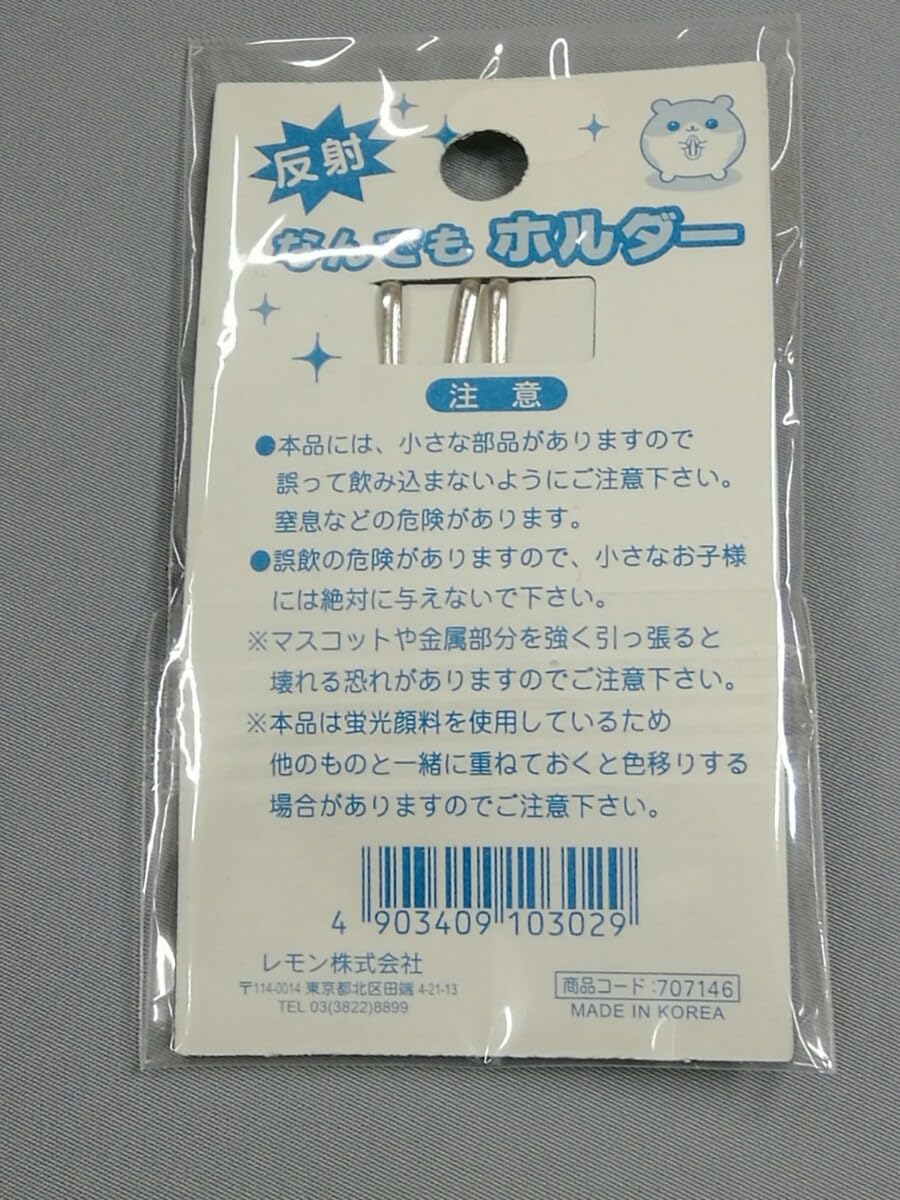 反射
なんでも ホルダー
注 意
●本品には、小さな部品がありますので
誤って飲み込まないようにご注意下さい。
窒息などの危険があります。
●誤飲の危険がありますので、小さなお子様
には絶対に与えないで下さい。
※マスコットや金属部分を強く引っ張ると
壊れる恐れがありますのでご注意下さい。
※本品は蛍光顔料を使用しているため
他のものと一緒に重ねておくと色移りする
場合がありますのでご注意下さい。
4 903409 103029
レモン株式会社
〒114-0014 東京都北区田端 4-21-13
TEL 03(3822)8899
商品コード:707146
MADE IN KOREA